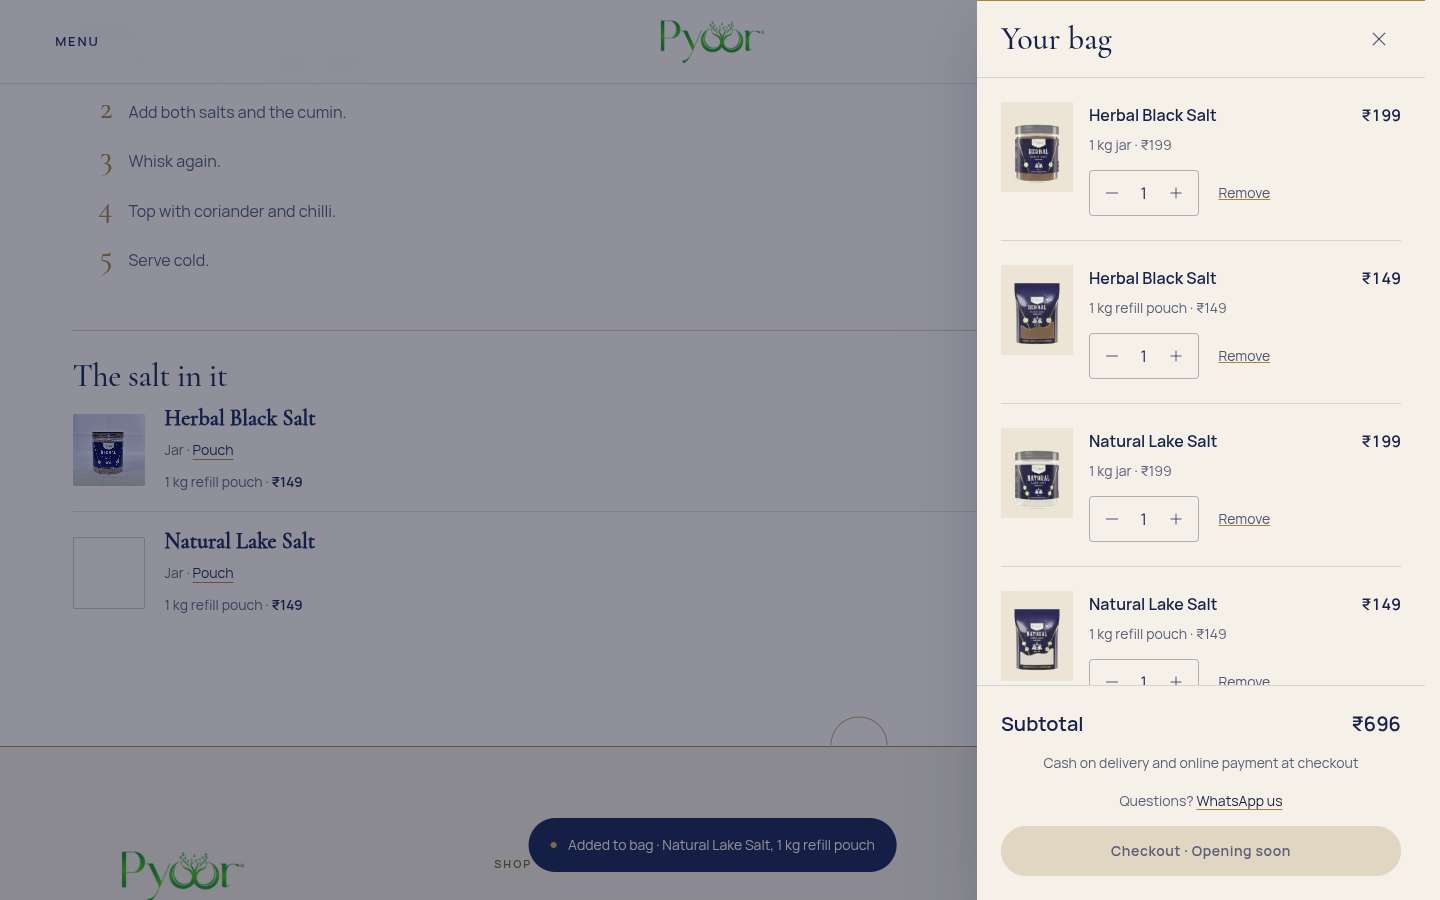 MENU
Pyoor
2 Add both salts and the cumin.
3 Whisk again.
4 Top with coriander and chilli.
5 Serve cold.
The salt in it
Herbal Black Salt
Jar · Pouch
1 kg refill pouch · ₹149
Natural Lake Salt
Jar · Pouch
1 kg refill pouch · ₹149
Pyoor
SHOP
Added to bag · Natural Lake Salt, 1 kg refill pouch
Your bag
HERBAL
Herbal Black Salt ₹199
1 kg jar · ₹199
1 Remove
HERBAL
Herbal Black Salt ₹149
1 kg refill pouch · ₹149
1 Remove
NATURAL
Natural Lake Salt ₹199
1 kg jar · ₹199
1 Remove
NATURAL
Natural Lake Salt ₹149
1 kg refill pouch · ₹149
1 Remove
Subtotal ₹696
Cash on delivery and online payment at checkout
Questions? WhatsApp us
Checkout · Opening soon